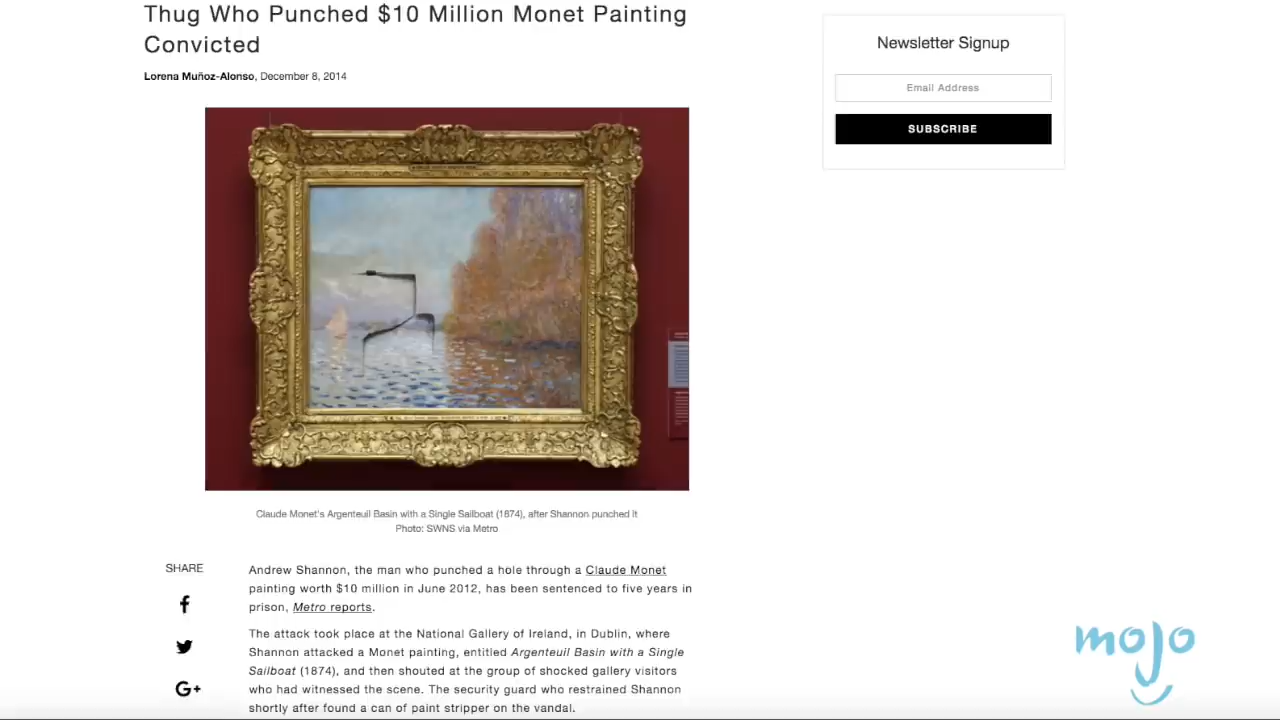 Thug Who Punched $10 Million Monet Painting
Convicted
Lorena Muñoz-Alonso, December 8, 2014
Newsletter Signup
Email Address
SUBSCRIBE
Claude Monet's Argenteuil Basin with a Single Sailboat (1874), after Shannon punched it
Photo: SWNS via Metro
SHARE
Andrew Shannon, the man who punched a hole through a Claude Monet
painting worth $10 million in June 2012, has been sentenced to five years in
prison, Metro reports.
The attack took place at the National Gallery of Ireland, in Dublin, where
Shannon attacked a Monet painting, entitled Argenteuil Basin with a Single
Sailboat (1874), and then shouted at the group of shocked gallery visitors
who had witnessed the scene. The security guard who restrained Shannon
shortly after found a can of paint stripper on the vandal.
G+
mojo